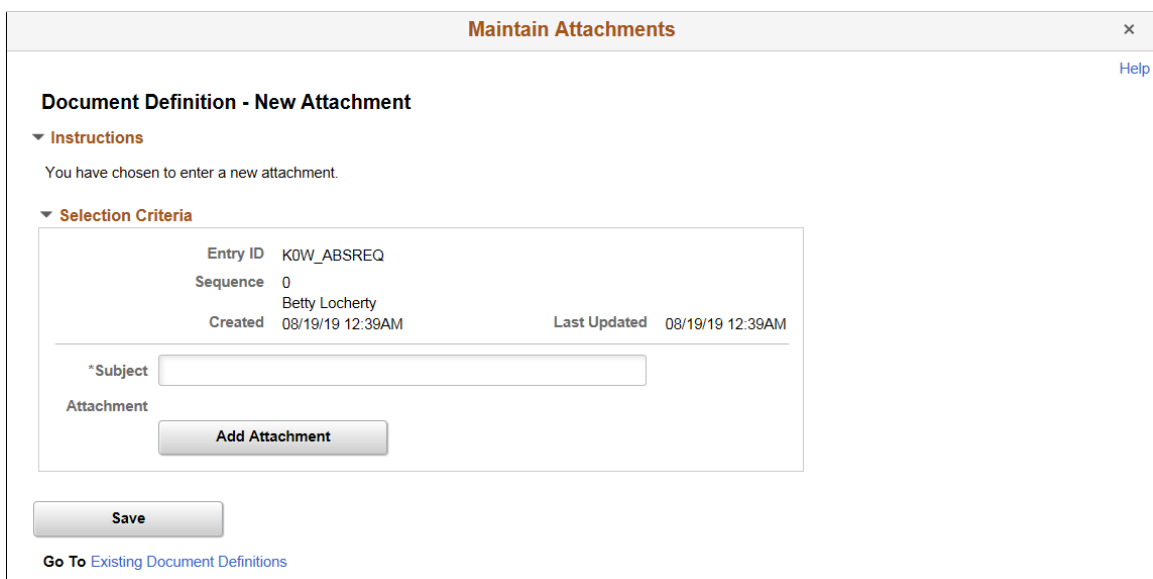 Maintain Attachments ×
Help
Document Definition - New Attachment
Instructions
You have chosen to enter a new attachment.
Selection Criteria
Entry ID K0W_ABSREQ
Sequence 0
Betty Locherty
Created 08/19/19 12:39AM Last Updated 08/19/19 12:39AM
*Subject
Attachment
Add Attachment
Save
Go To Existing Document Definitions